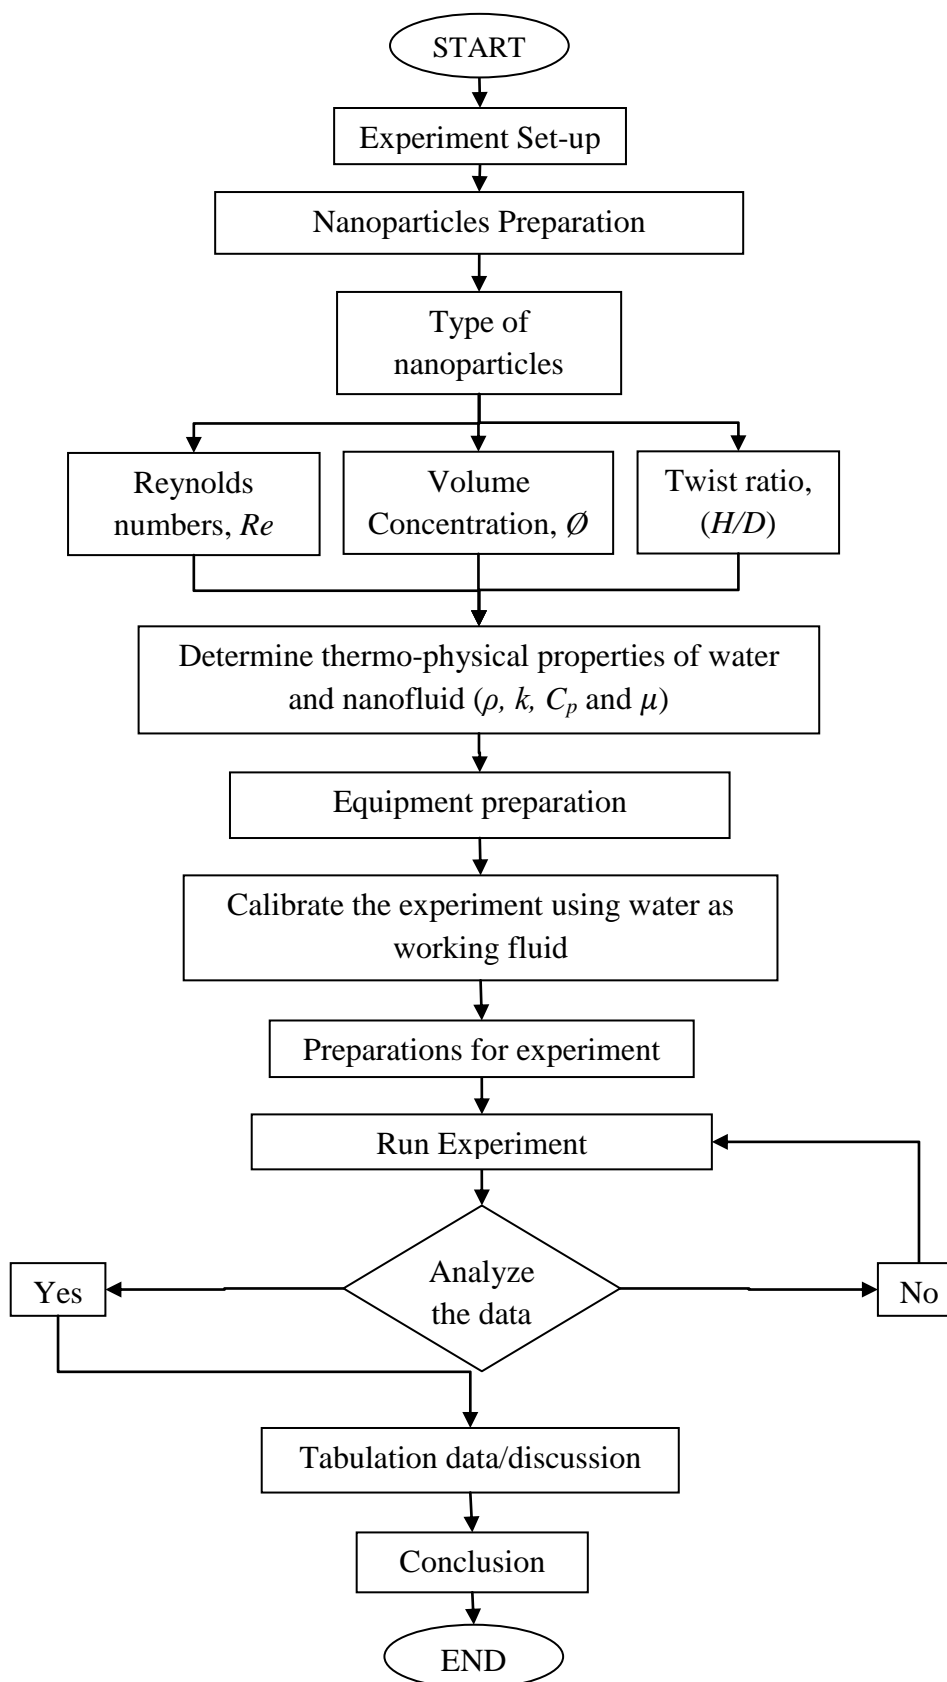 START
Experiment Set-up
Nanoparticles Preparation
Type of
nanoparticles
Reynolds
numbers, Re
Volume
Concentration, Ø
Twist ratio,
(H/D)
Determine thermo-physical properties of water
and nanofluid (ρ, k, Cp and μ)
Equipment preparation
Calibrate the experiment using water as
working fluid
Preparations for experiment
Run Experiment
Analyze
the data
Yes
No
Tabulation data/discussion
Conclusion
END